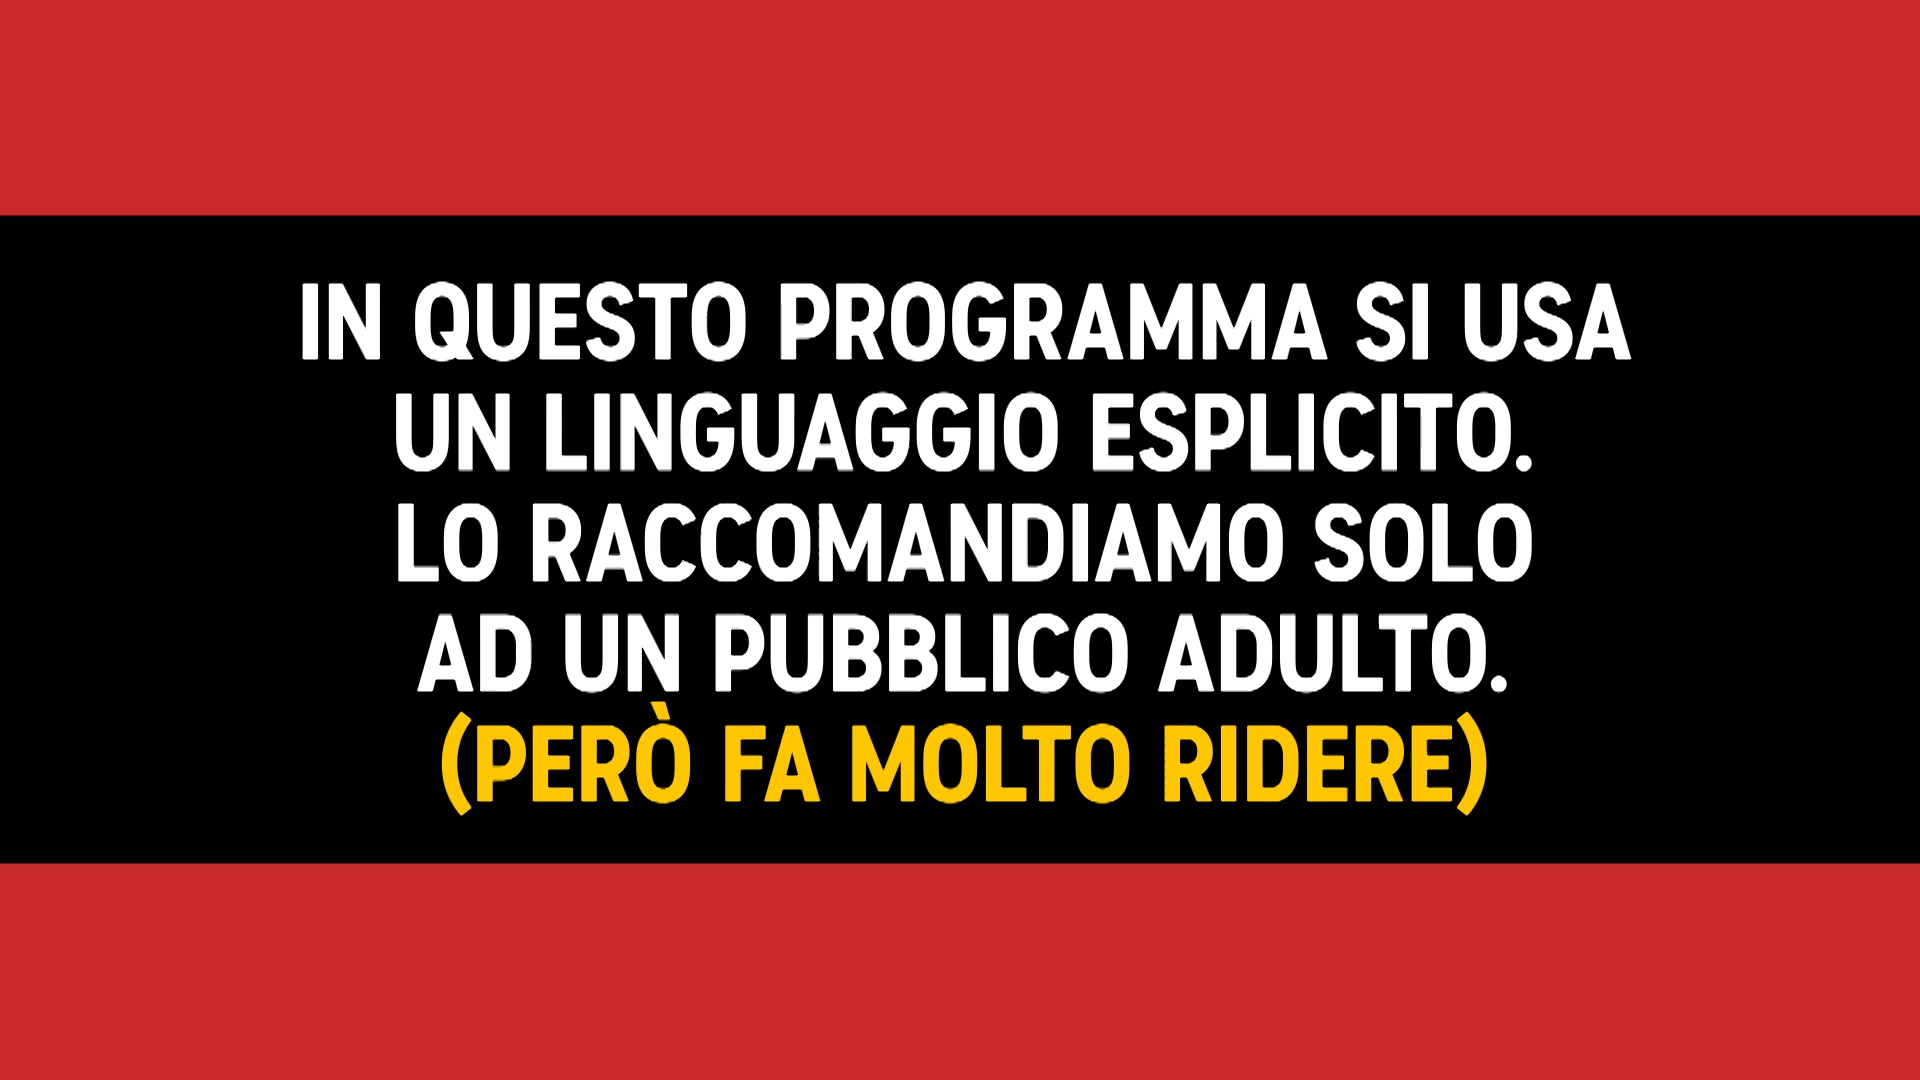 IN QUESTO PROGRAMMA SI USA
UN LINGUAGGIO ESPLICITO.
LO RACCOMANDIAMO SOLO
AD UN PUBBLICO ADULTO.
(PERÒ FA MOLTO RIDERE)